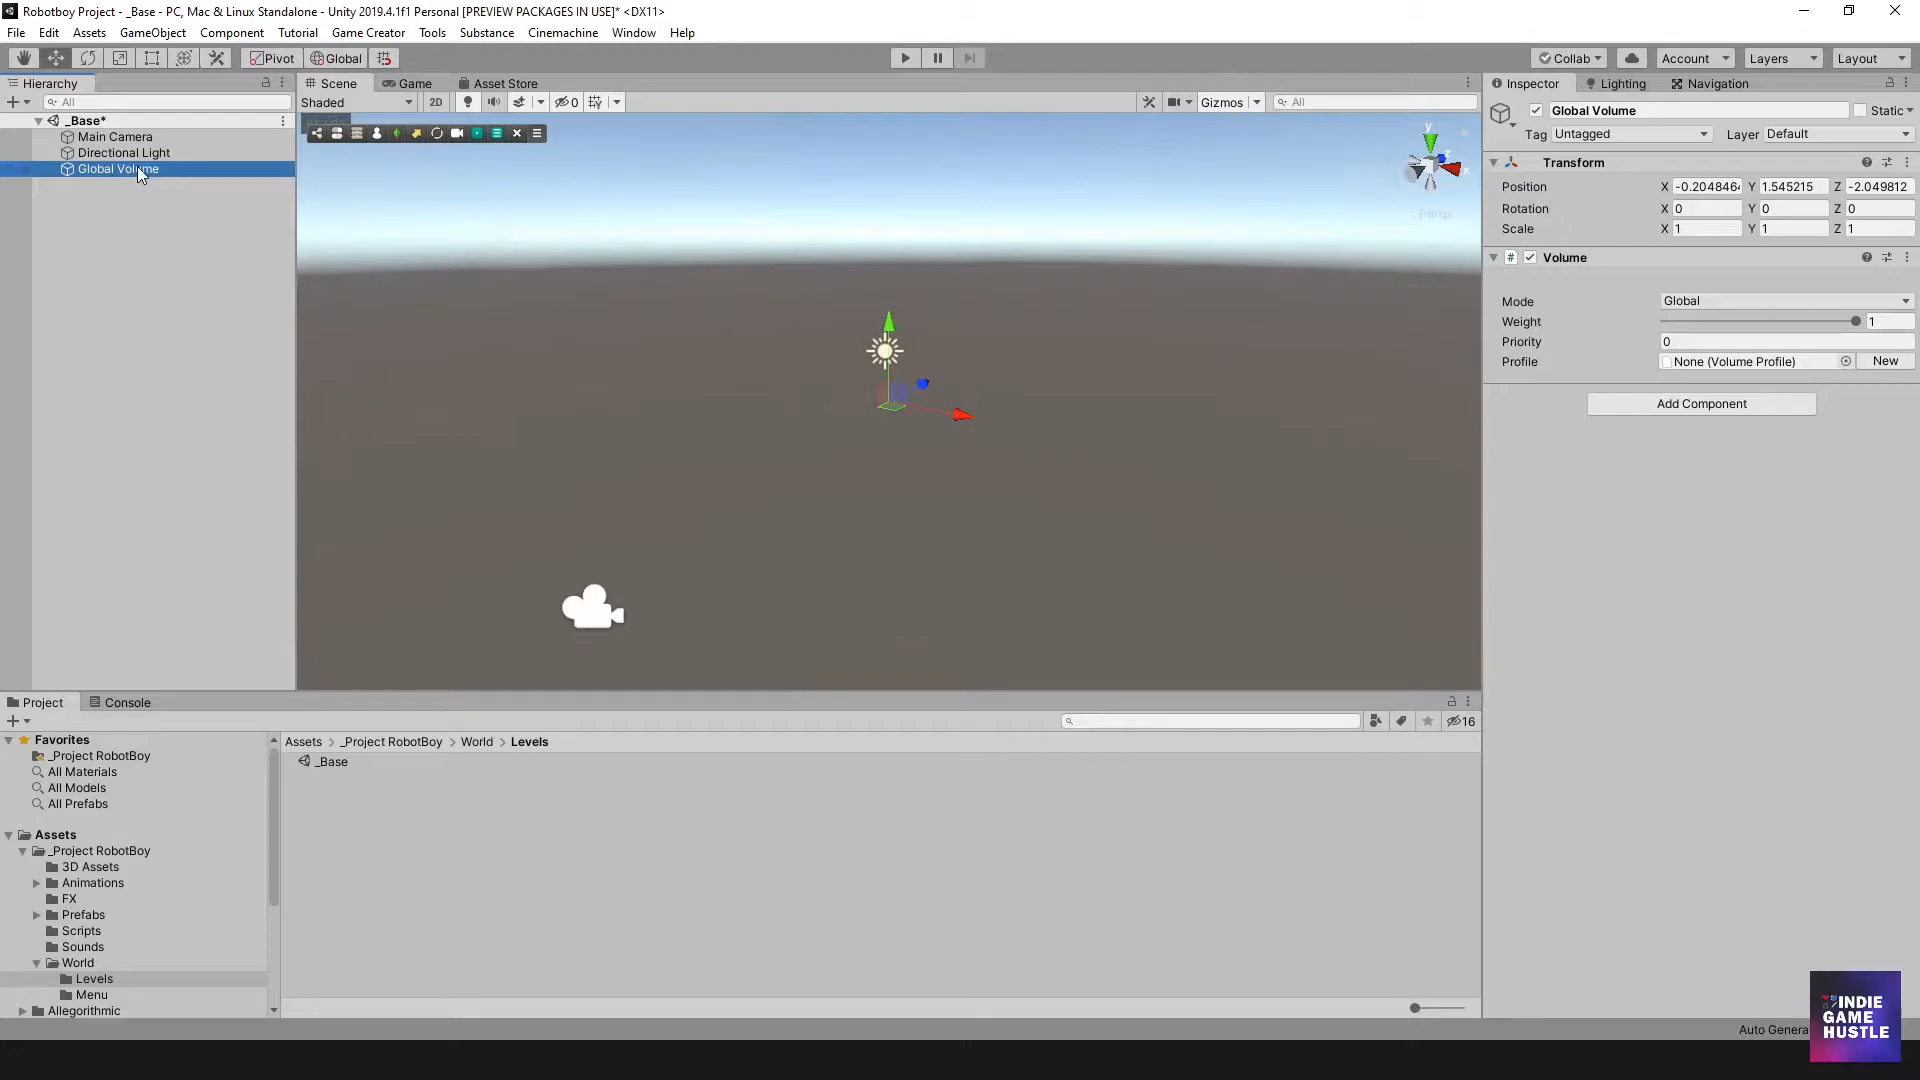 Robotboy Project - _Base - PC, Mac & Linux Standalone - Unity 2019.4.1f1 Personal [PREVIEW PACKAGES IN USE]* <DX11>
File Edit Assets GameObject Component Tutorial Game Creator Tools Substance Cinemachine Window Help
Pivot Global Collab Account Layers Layout
Hierarchy Scene Game Asset Store Inspector Lighting Navigation
All Shaded 2D 0 Gizmos All
Global Volume Static
_Base*
Tag Untagged Layer Default
Main Camera
Directional Light
Global Volume
y
z
x
Persp
Transform
Position X -0.204846 Y 1.545215 Z -2.049812
Rotation X 0 Y 0 Z 0
Scale X 1 Y 1 Z 1
# Volume
Mode Global
Weight 1
Priority 0
Profile None (Volume Profile) New
Add Component
Project Console
16
Favorites
_Project RobotBoy
All Materials
All Models
All Prefabs
Assets
_Project RobotBoy
3D Assets
Animations
FX
Prefabs
Scripts
Sounds
World
Levels
Menu
Allegorithmic
Assets > _Project RobotBoy > World > Levels
_Base
Auto Genera
INDIE
GAME
HUSTLE